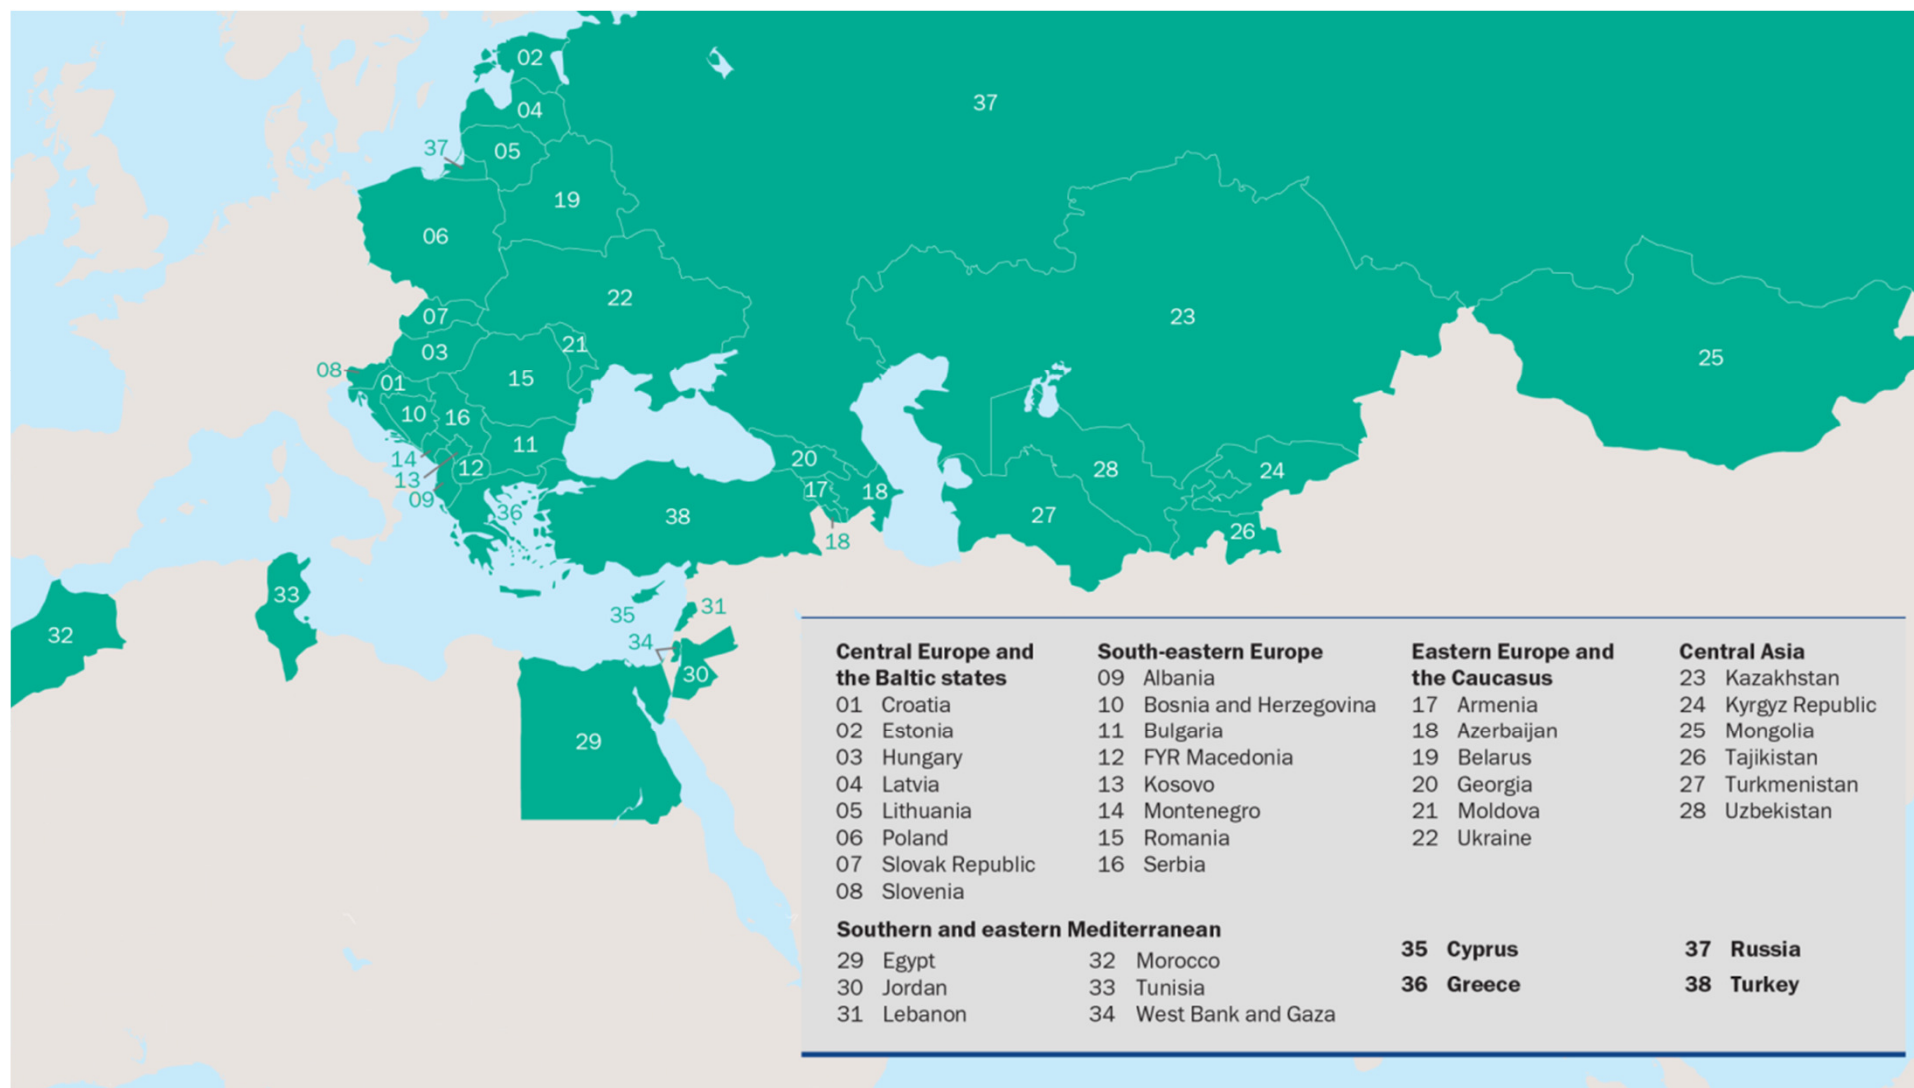 02
37
04
37
05
19
06
22
07
23
21
03
25
08
15
01
10
16
11
14
20
12
28
24
13
17
18
09
36
38
27
26
18
33
35
31
32
34
30
29
Central Europe and
the Baltic states
01 Croatia
02 Estonia
03 Hungary
04 Latvia
05 Lithuania
06 Poland
07 Slovak Republic
08 Slovenia
South-eastern Europe
09 Albania
10 Bosnia and Herzegovina
11 Bulgaria
12 FYR Macedonia
13 Kosovo
14 Montenegro
15 Romania
16 Serbia
Eastern Europe and
the Caucasus
17 Armenia
18 Azerbaijan
19 Belarus
20 Georgia
21 Moldova
22 Ukraine
Central Asia
23 Kazakhstan
24 Kyrgyz Republic
25 Mongolia
26 Tajikistan
27 Turkmenistan
28 Uzbekistan
Southern and eastern Mediterranean
29 Egypt
30 Jordan
31 Lebanon
32 Morocco
33 Tunisia
34 West Bank and Gaza
35 Cyprus
36 Greece
37 Russia
38 Turkey